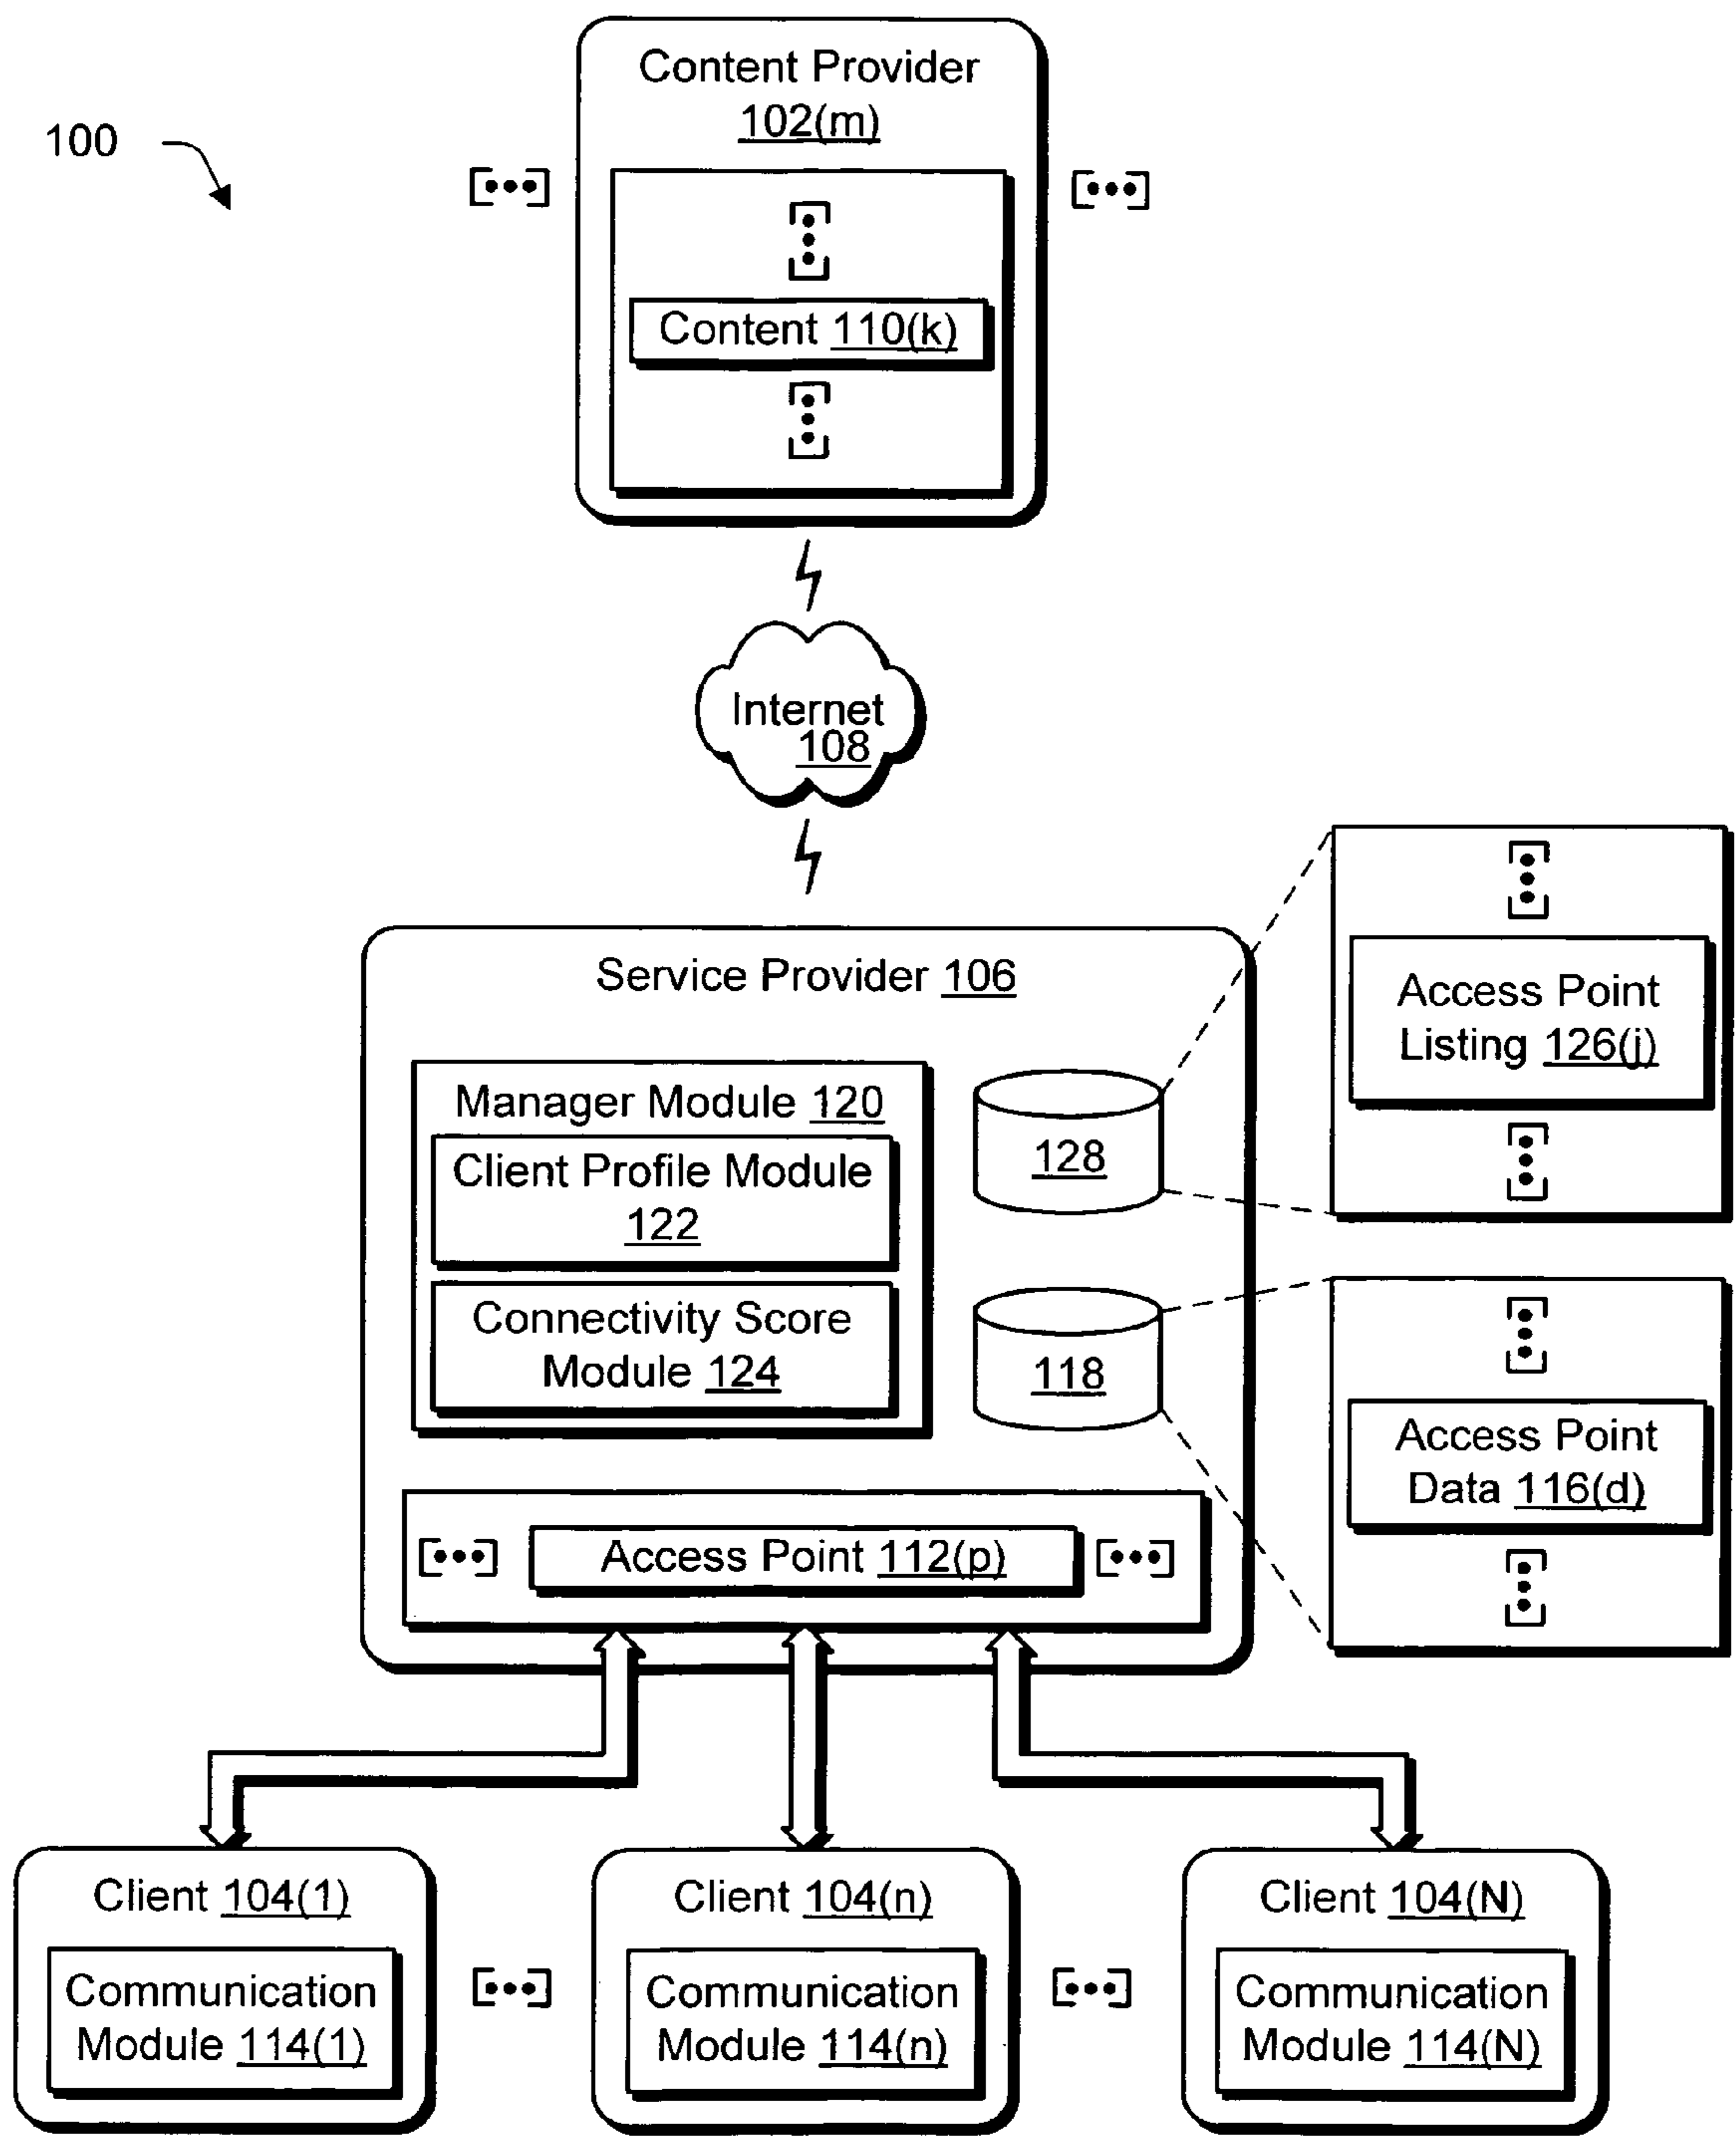 Content Provider
102(m)
100
[•••]
[•••]
Content 110(k)
Internet
108
Service Provider 106
Access Point
Listing 126(j)
Manager Module 120
Client Profile Module
122
128
Connectivity Score
Module 124
118
Access Point
Data 116(d)
[•••]
Access Point 112(p)
[•••]
Client 104(1)
Communication
Module 114(1)
[•••]
Client 104(n)
Communication
Module 114(n)
[•••]
Client 104(N)
Communication
Module 114(N)